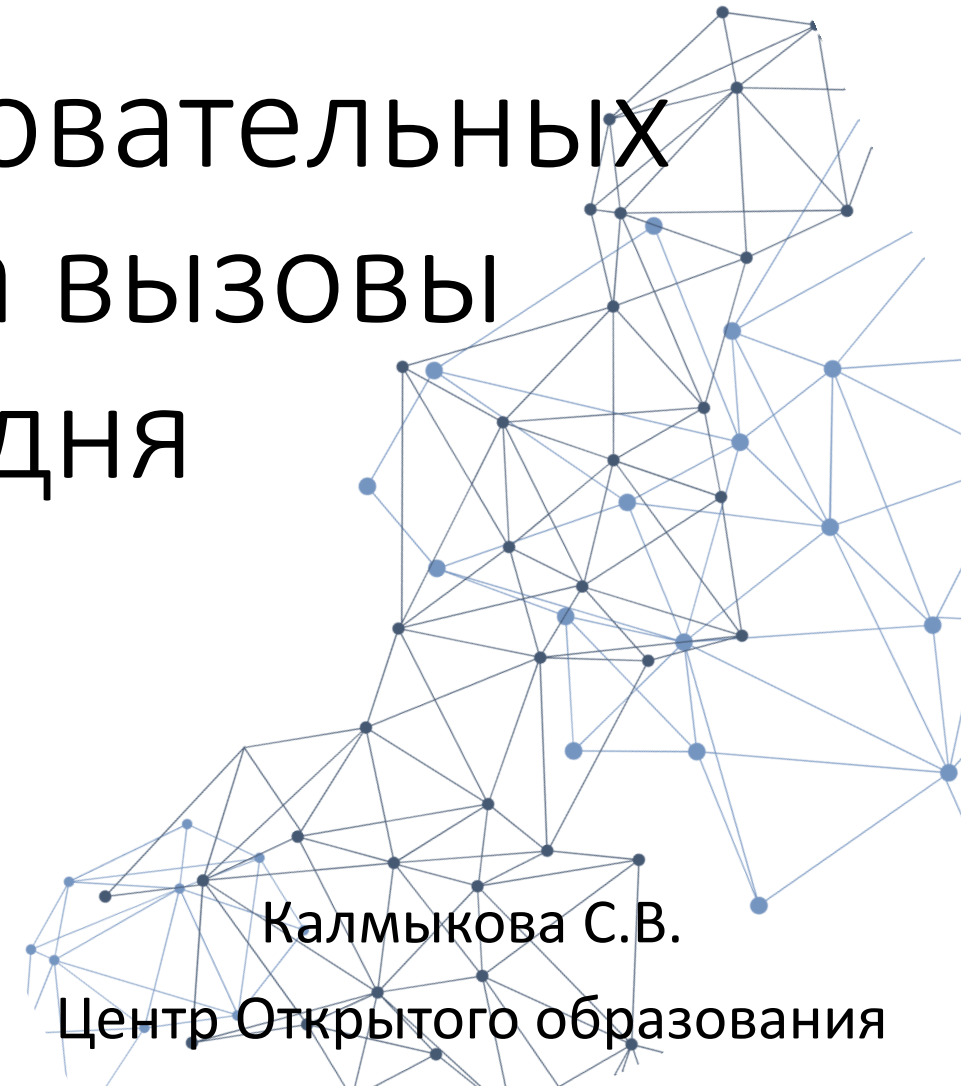 овательных
а вызовы
дня
Калмыкова С.В.
Центр Открытого образования